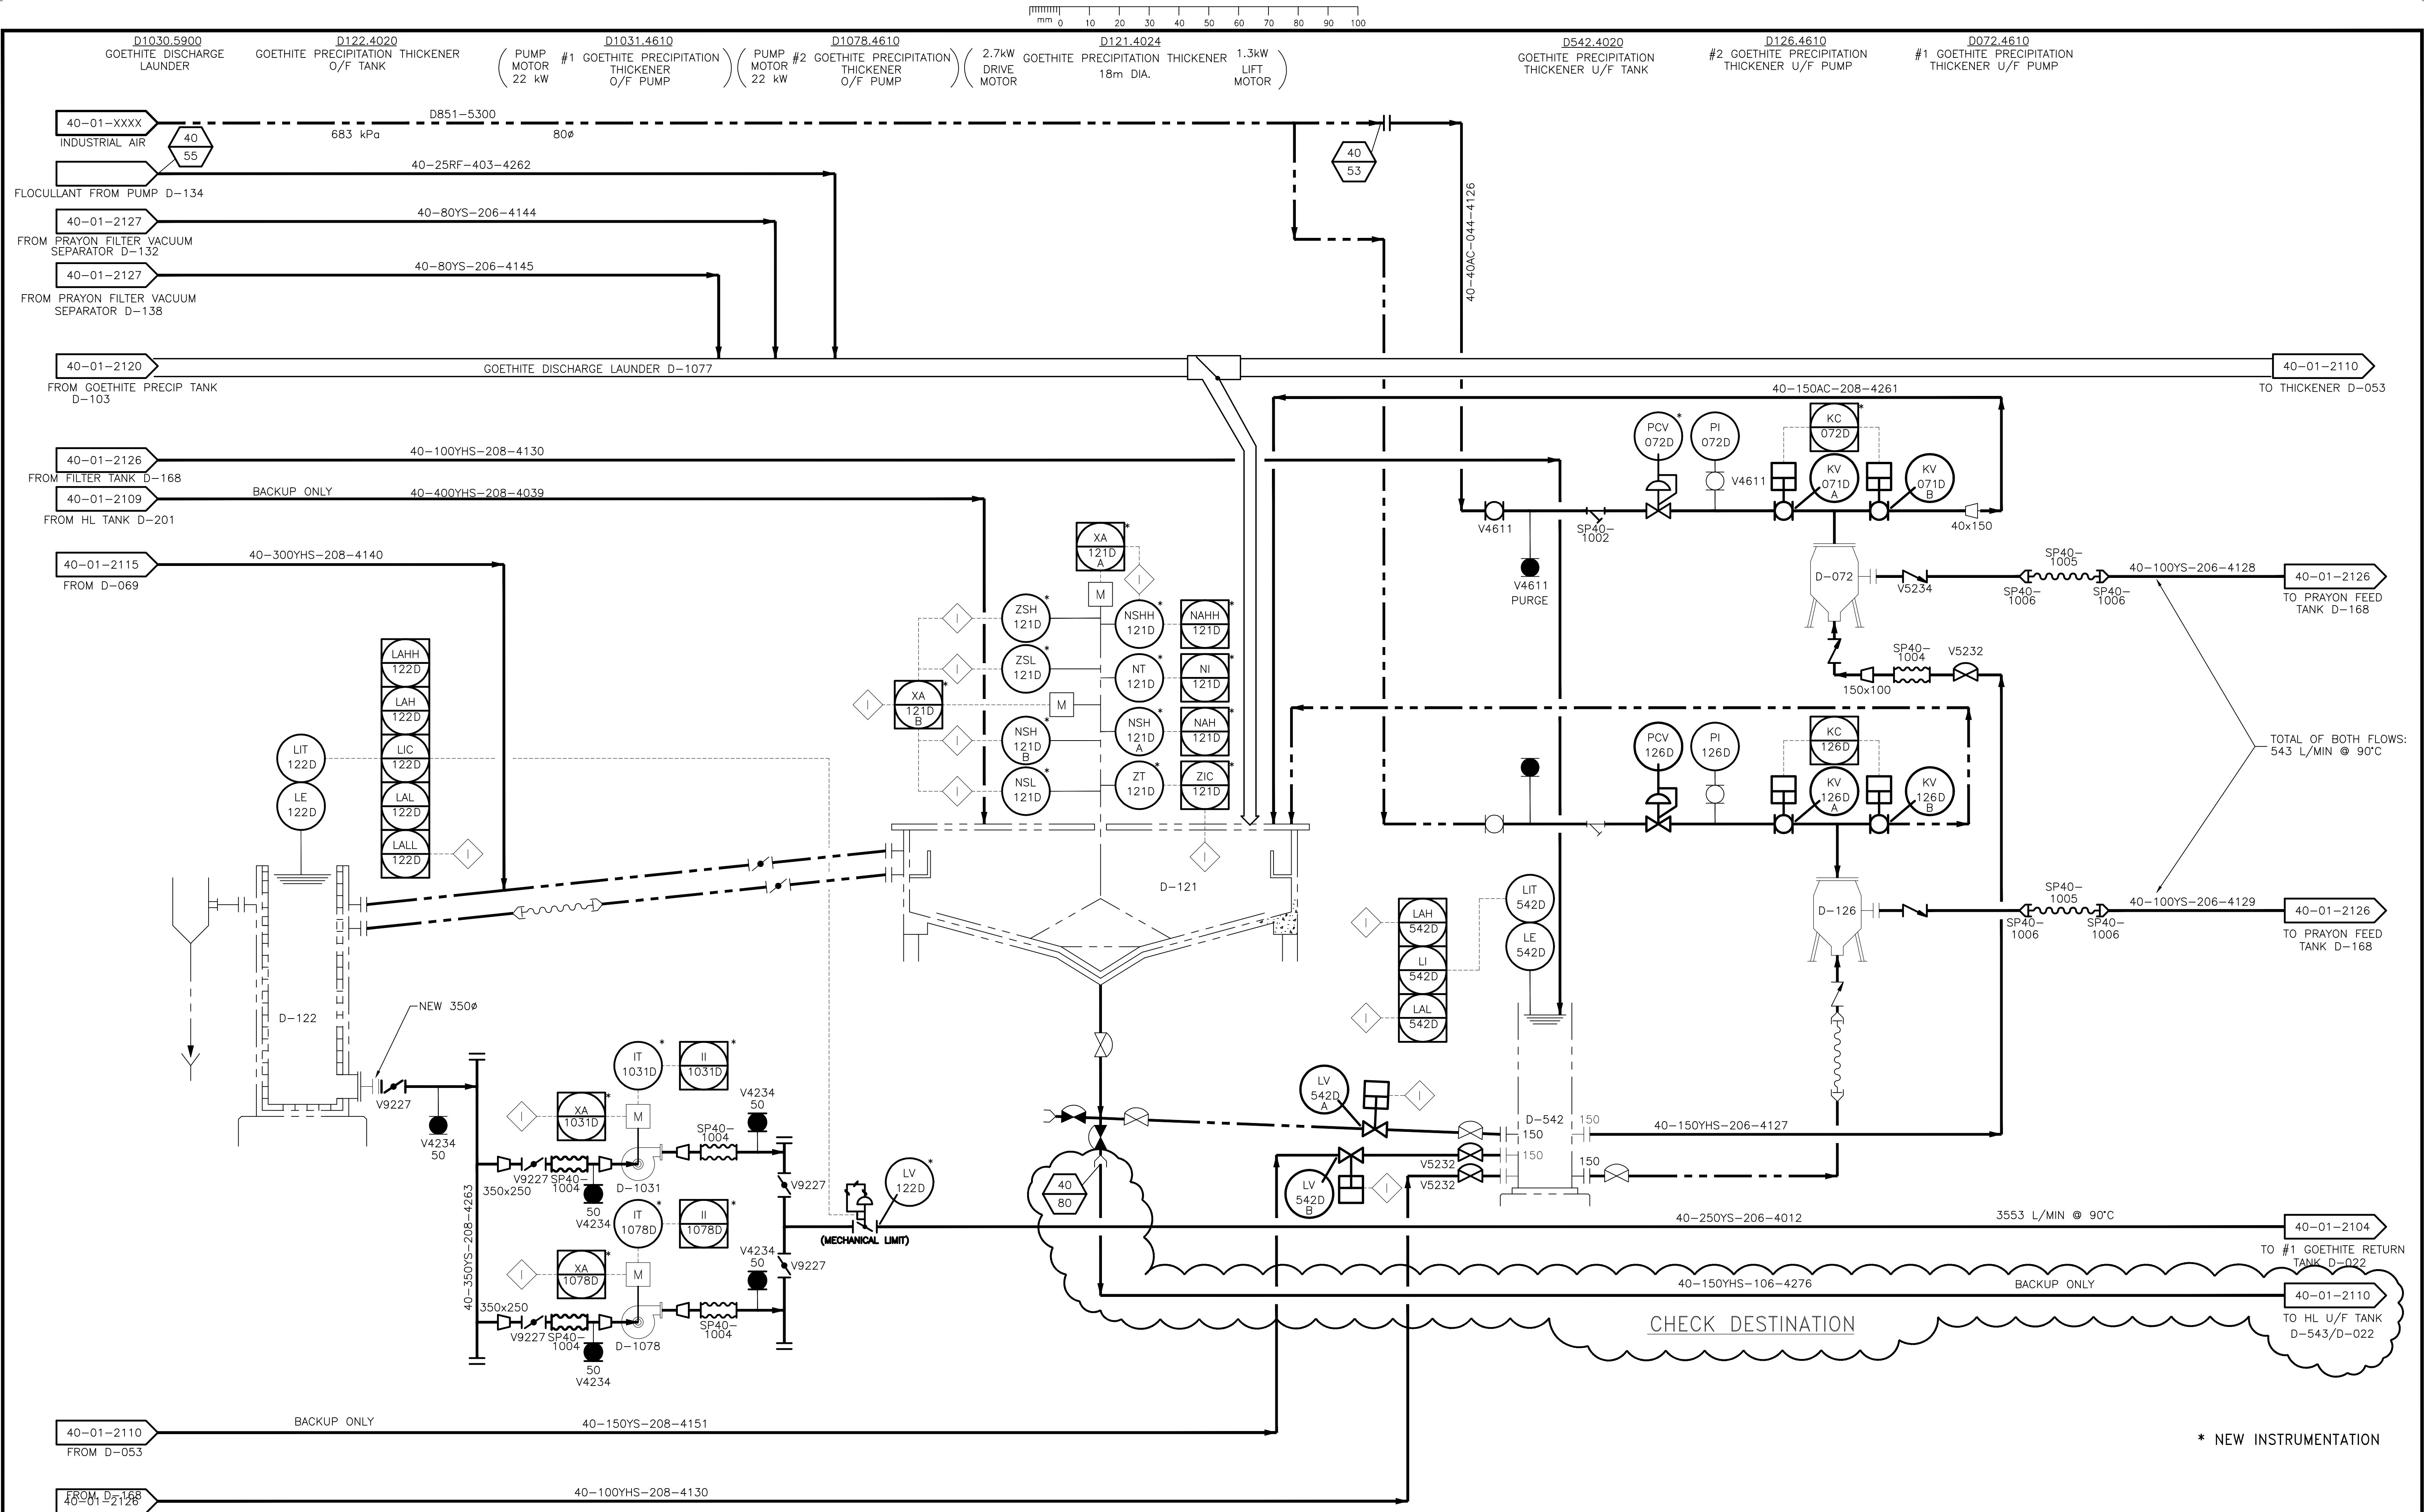 mm 0 10 20 30 40 50 60 70 80 90 100
D1030.5900
GOETHITE DISCHARGE
LAUNDER
D122.4020
GOETHITE PRECIPITATION THICKENER
O/F TANK
PUMP
MOTOR
22 kW
D1031.4610
#1 GOETHITE PRECIPITATION
THICKENER
O/F PUMP
PUMP
MOTOR
22 kW
D1078.4610
#2 GOETHITE PRECIPITATION
THICKENER
O/F PUMP
2.7kW
DRIVE
MOTOR
D121.4024
GOETHITE PRECIPITATION THICKENER
18m DIA.
1.3kW
LIFT
MOTOR
D542.4020
GOETHITE PRECIPITATION
THICKENER U/F TANK
D126.4610
#2 GOETHITE PRECIPITATION
THICKENER U/F PUMP
D072.4610
#1 GOETHITE PRECIPITATION
THICKENER U/F PUMP
40-01-XXXX
INDUSTRIAL AIR
D851-5300
683 kPa
80ø
40
55
40
53
FLOCULLANT FROM PUMP D-134
40-25RF-403-4262
40-01-2127
FROM PRAYON FILTER VACUUM
SEPARATOR D-132
40-80YS-206-4144
40-01-2127
FROM PRAYON FILTER VACUUM
SEPARATOR D-138
40-80YS-206-4145
40-40AC-044-4126
40-01-2120
FROM GOETHITE PRECIP TANK
D-103
GOETHITE DISCHARGE LAUNDER D-1077
40-01-2110
TO THICKENER D-053
40-150AC-208-4261
40-01-2126
FROM FILTER TANK D-168
40-100YHS-208-4130
40-01-2109
FROM HL TANK D-201
BACKUP ONLY
40-400YHS-208-4039
40-01-2115
FROM D-069
40-300YHS-208-4140
PCV
072D
*
PI
072D
V4611
KC
072D
*
KV
071D
A
KV
071D
B
V4611
SP40-
1002
40x150
V4611
PURGE
D-072
V5234
SP40-
1005
SP40-
1006
SP40-
1006
40-100YS-206-4128
40-01-2126
TO PRAYON FEED
TANK D-168
SP40-
1004
V5232
150x100
XA
121D
A
*
M
ZSH
121D
*
NSHH
121D
*
NAHH
121D
*
ZSL
121D
*
NT
121D
*
NI
121D
*
XA
121D
B
*
M
NSH
121D
B
*
NSH
121D
A
*
NAH
121D
*
NSL
121D
*
ZT
121D
*
ZIC
121D
*
I
I
I
I
I
I
I
LAHH
122D
LAH
122D
LIC
122D
LAL
122D
LALL
122D
I
LIT
122D
LE
122D
PCV
126D
PI
126D
KC
126D
KV
126D
A
KV
126D
B
TOTAL OF BOTH FLOWS:
543 L/MIN @ 90°C
D-121
D-126
SP40-
1005
SP40-
1006
SP40-
1006
40-100YS-206-4129
40-01-2126
TO PRAYON FEED
TANK D-168
LIT
542D
LE
542D
LAH
542D
LI
542D
LAL
542D
I
I
D-122
NEW 350ø
V9227
V4234
50
40-350YS-208-4263
IT
1031D
*
II
1031D
*
XA
1031D
*
I
M
V4234
50
SP40-
1004
350x250
V9227
SP40-
1004
D-1031
50
V4234
V9227
IT
1078D
*
II
1078D
*
XA
1078D
*
I
M
V4234
50
V9227
350x250
V9227
SP40-
1004
D-1078
SP40-
1004
50
V4234
LV
122D
*
(MECHANICAL LIMIT)
40
80
LV
542D
A
I
LV
542D
B
I
V5232
V5232
D-542
150
150
150
150
40-150YHS-206-4127
40-250YS-206-4012
3553 L/MIN @ 90°C
40-01-2104
TO #1 GOETHITE RETURN
TANK D-022
40-150YHS-106-4276
BACKUP ONLY
40-01-2110
TO HL U/F TANK
D-543/D-022
CHECK DESTINATION
40-01-2110
FROM D-053
BACKUP ONLY
40-150YS-208-4151
* NEW INSTRUMENTATION
FROM D-168
40-01-2126
40-100YHS-208-4130